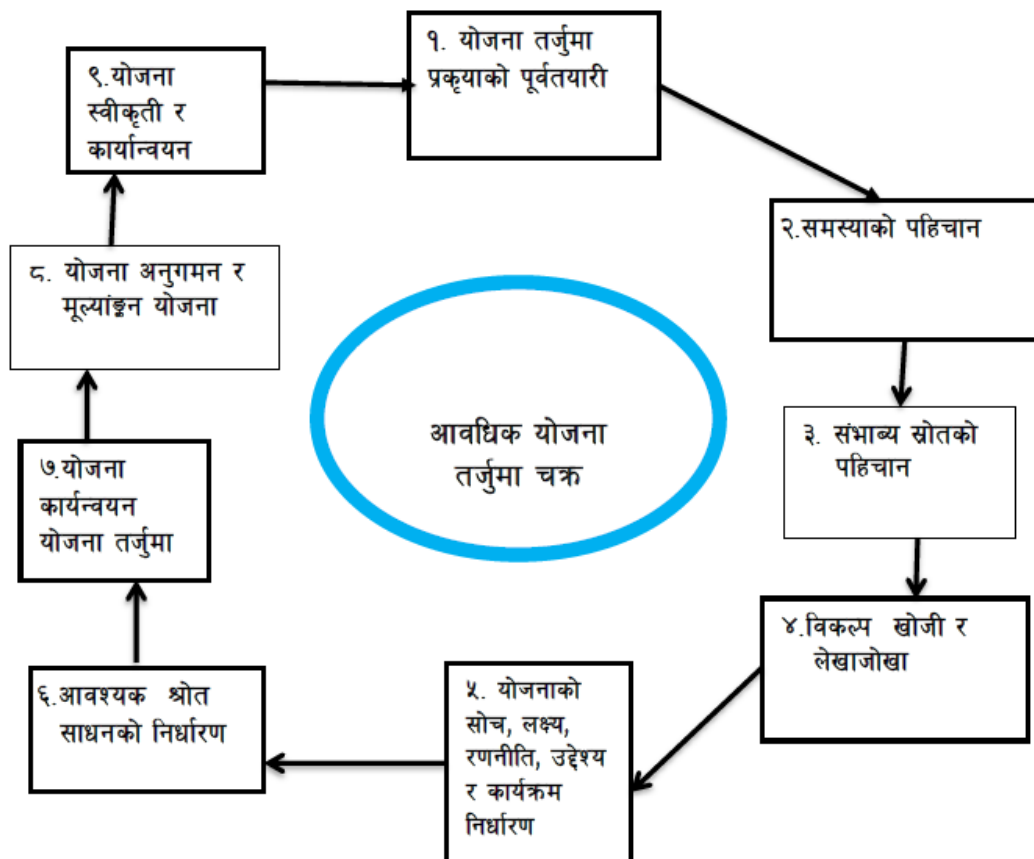 १. योजना तर्जुमा
प्रकृयाको पूर्वतयारी
२.समस्याको पहिचान
३. संभाब्य स्रोतको
पहिचान
४.विकल्प खोजी र
लेखाजोखा
५. योजनाको
सोच, लक्ष्य,
रणनीति, उद्देश्य
र कार्यक्रम
निर्धारण
६.आवश्यक श्रोत
साधनको निर्धारण
७.योजना
कार्यन्वयन
योजना तर्जुमा
८. योजना अनुगमन र
मूल्यांङ्कन योजना
९.योजना
स्वीकृती र
कार्यान्वयन
आवधिक योजना
तर्जुमा चक्र